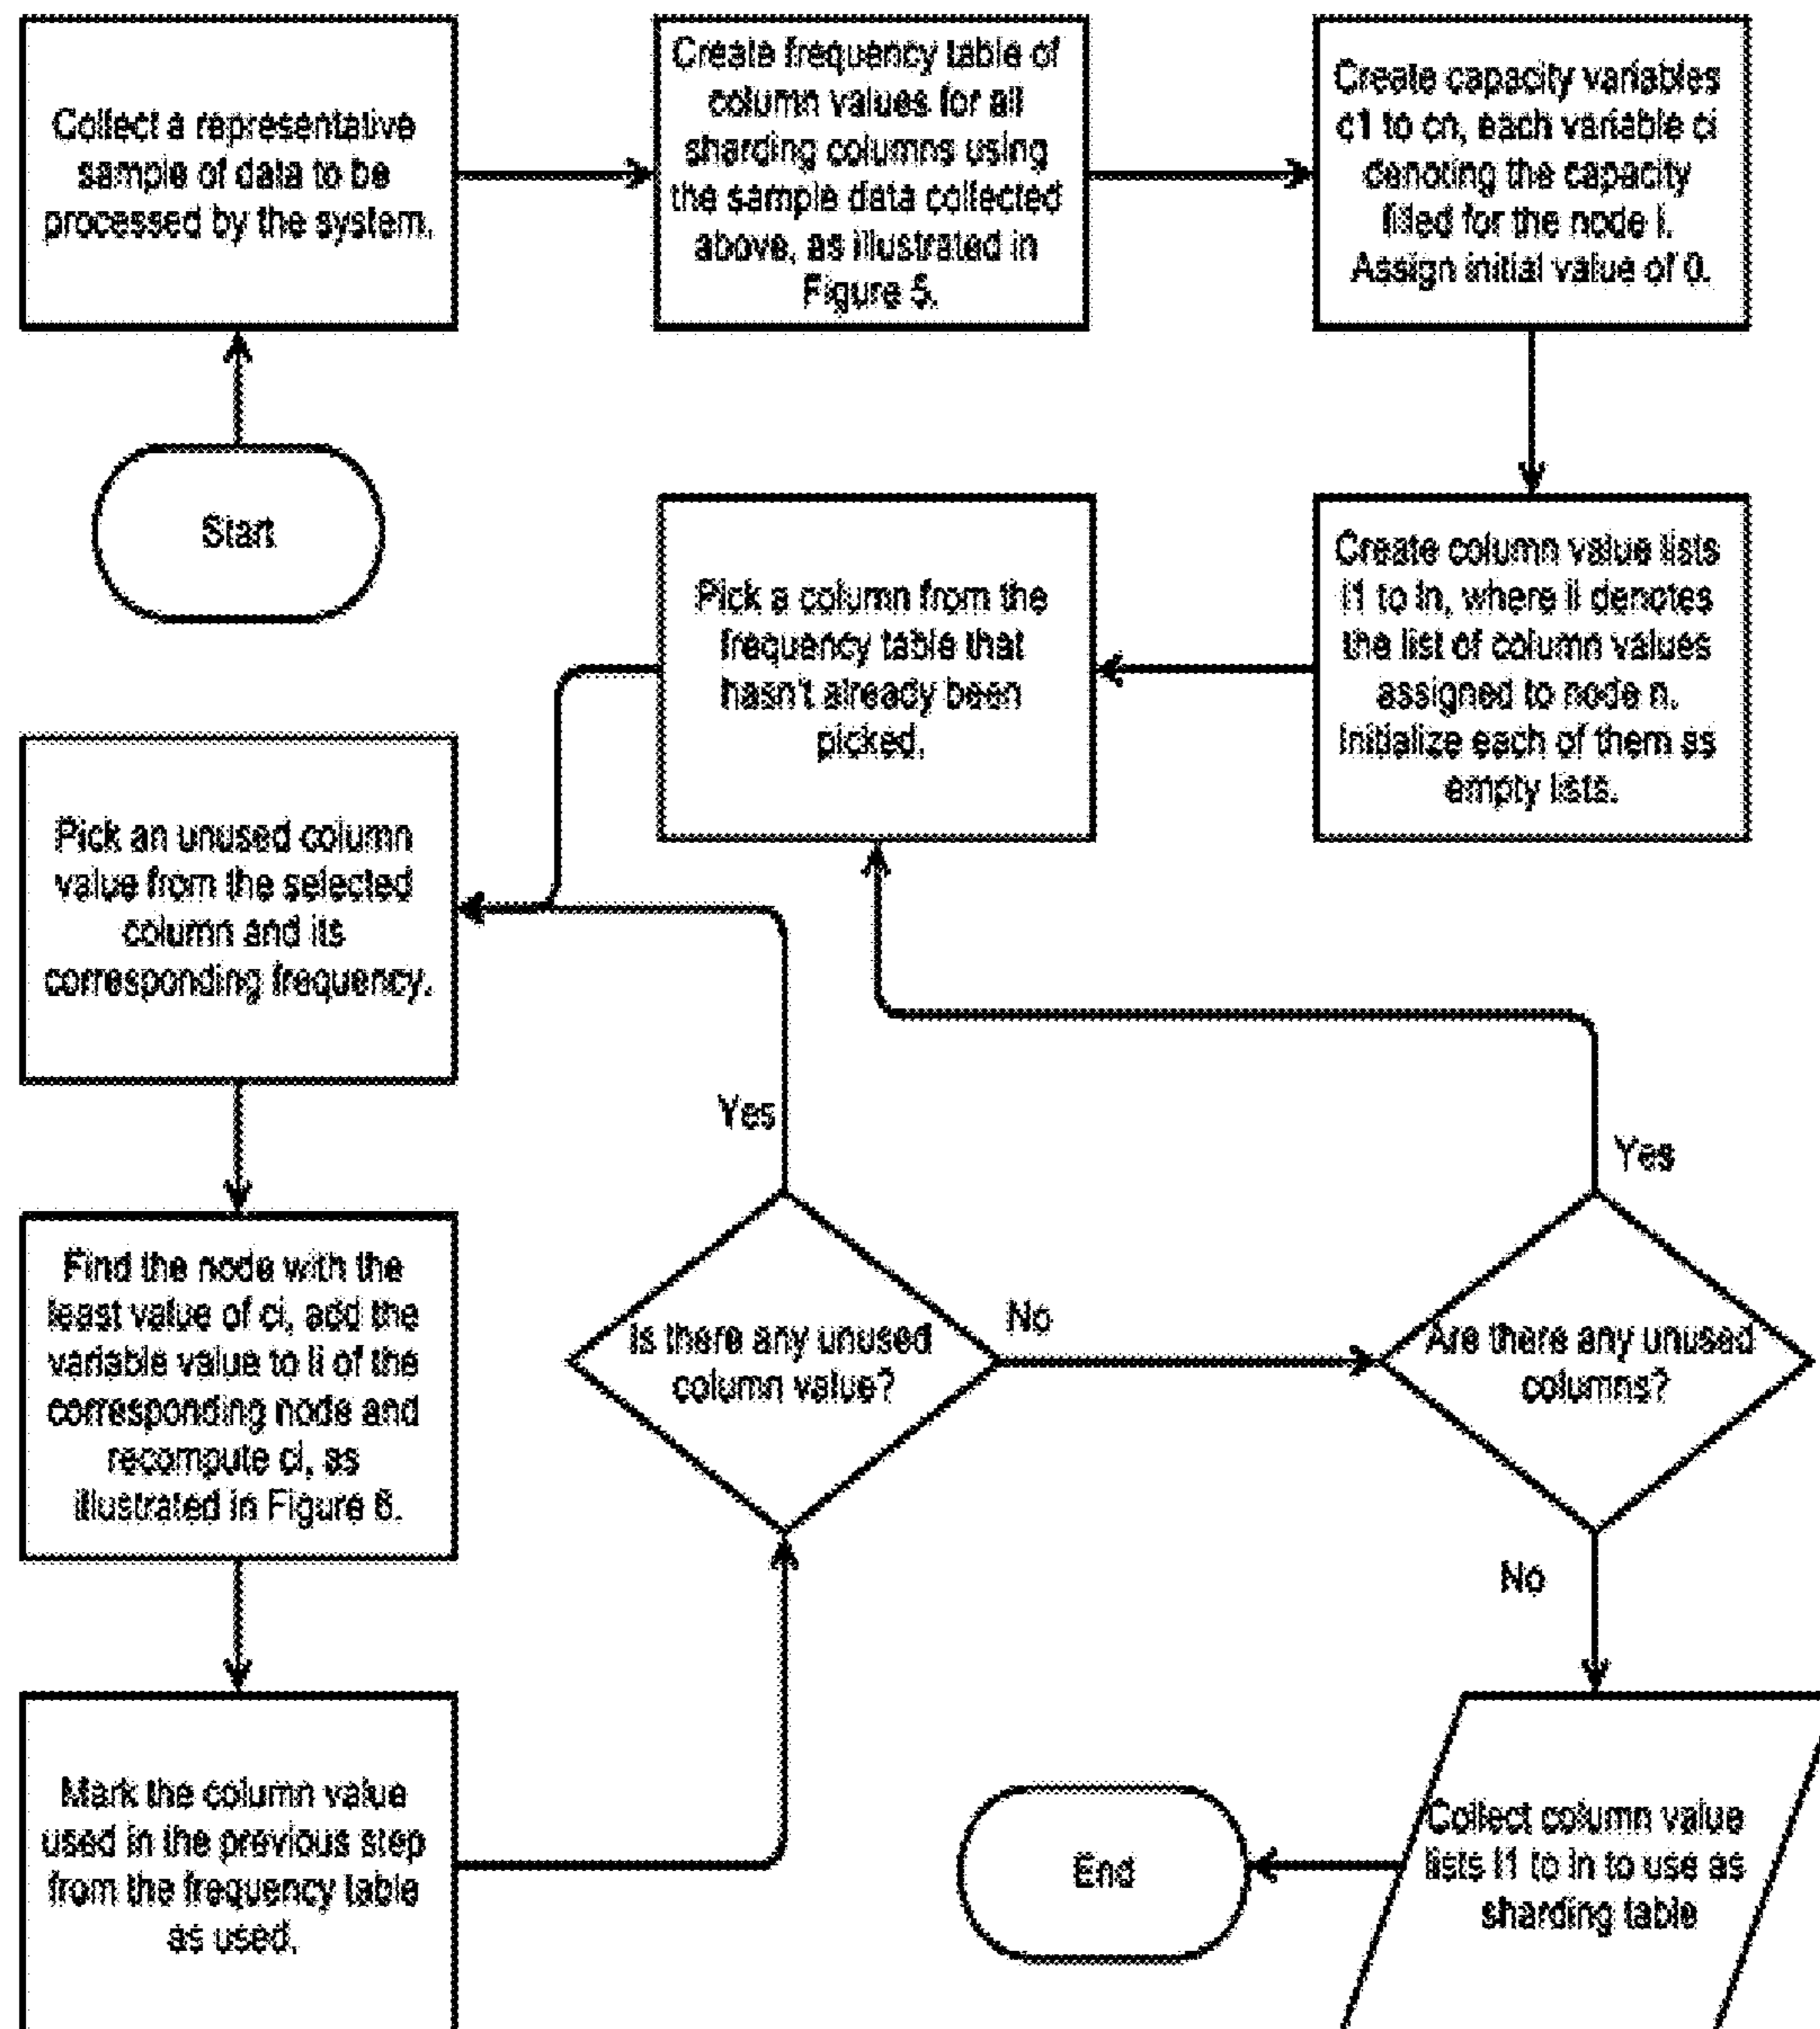 Collect a representative
sample of data to be
processed by the system.
Create frequency table of
column values for all
sharding columns using
the sample data collected
above, as illustrated in
Figure 5.
Create capacity variables
c1 to cn, each variable ci
denoting the capacity
filled for the node i.
Assign initial value of 0.
Start
Pick a column from the
frequency table that
hasn't already been
picked.
Create column value lists
l1 to ln, where li denotes
the list of column values
assigned to node n.
Initialize each of them as
empty lists.
Pick an unused column
value from the selected
column and its
corresponding frequency.
Yes
Yes
Find the node with the
least value of ci, add the
variable value to li of the
corresponding node and
recompute ci, as
illustrated in Figure 6.
Is there any unused
column value?
No
Are there any unused
columns?
No
Mark the column value
used in the previous step
from the frequency table
as used.
End
Collect column value
lists l1 to ln to use as
sharding table